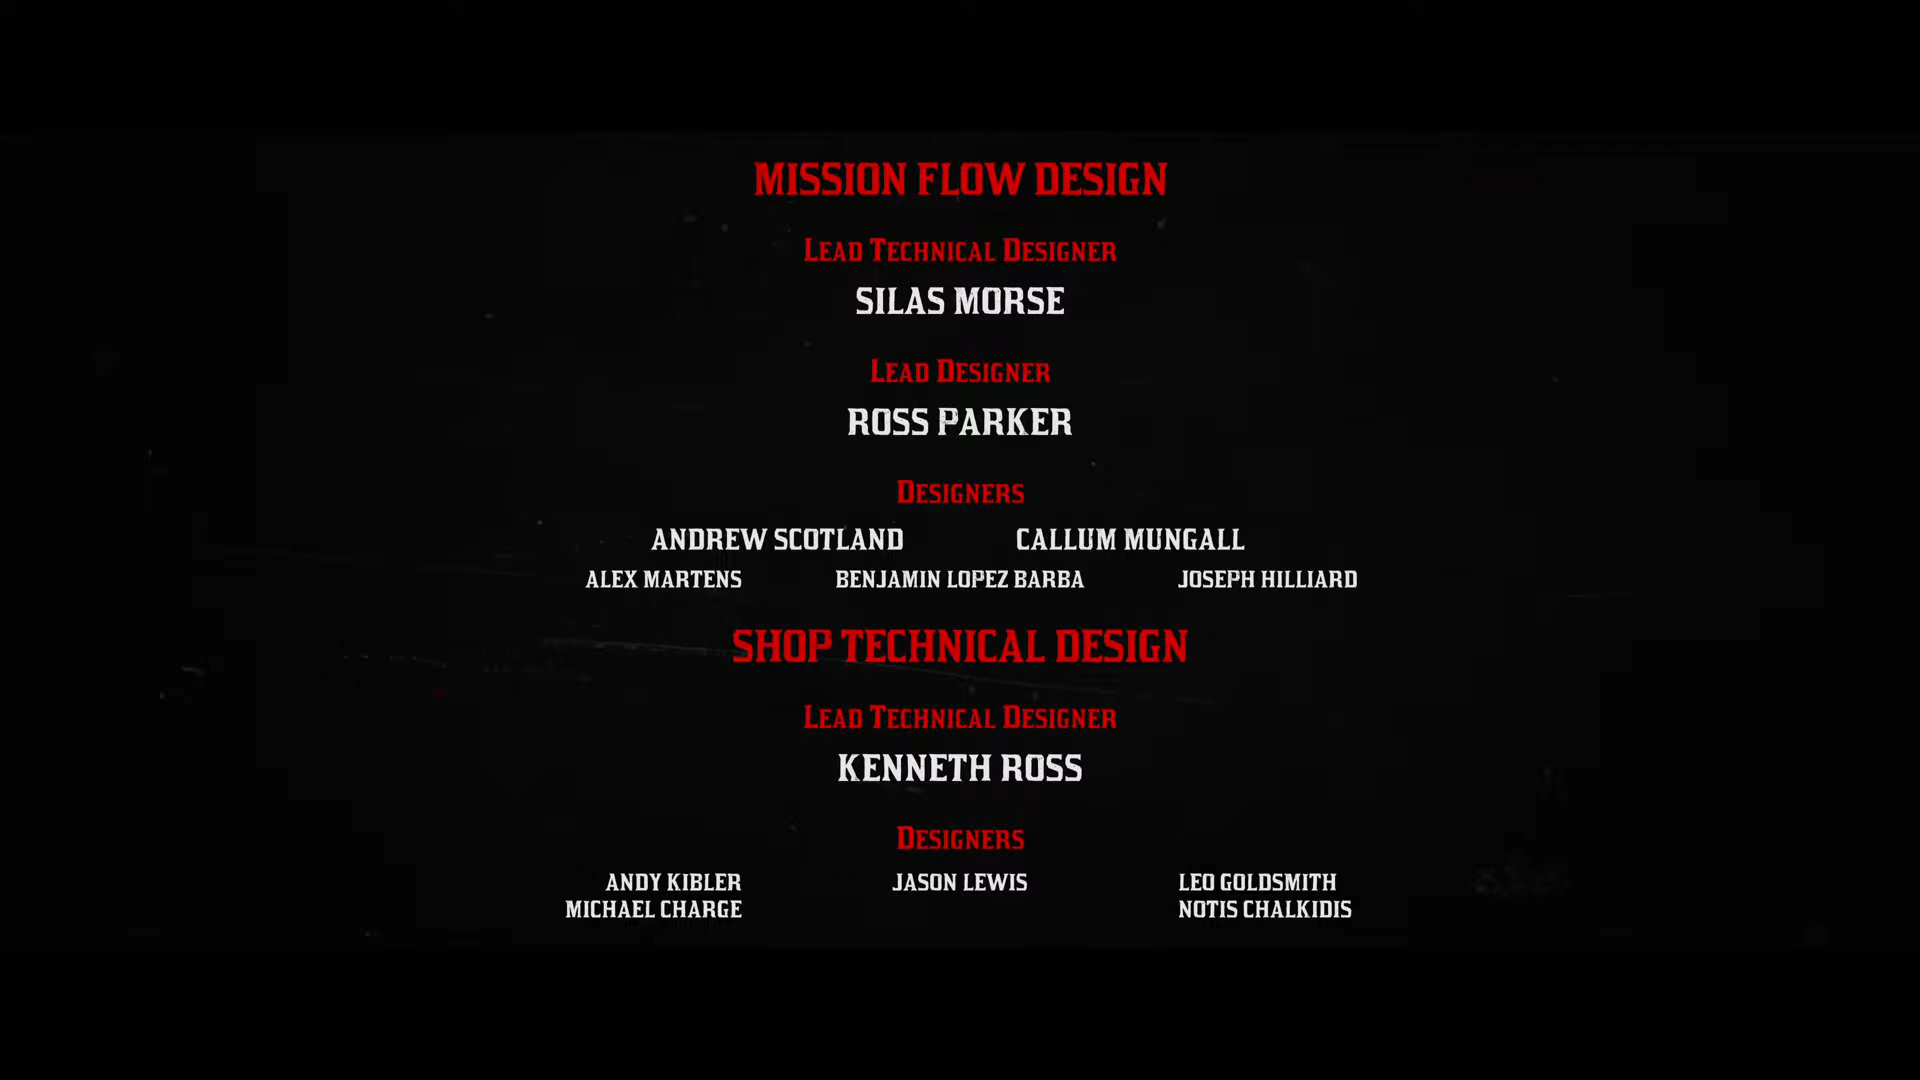 MISSION FLOW DESIGN
LEAD TECHNICAL DESIGNER
SILAS MORSE
LEAD DESIGNER
ROSS PARKER
DESIGNERS
ANDREW SCOTLAND CALLUM MUNGALL
ALEX MARTENS BENJAMIN LOPEZ BARBA JOSEPH HILLIARD
SHOP TECHNICAL DESIGN
LEAD TECHNICAL DESIGNER
KENNETH ROSS
DESIGNERS
ANDY KIBLER JASON LEWIS LEO GOLDSMITH
MICHAEL CHARGE NOTIS CHALKIDIS